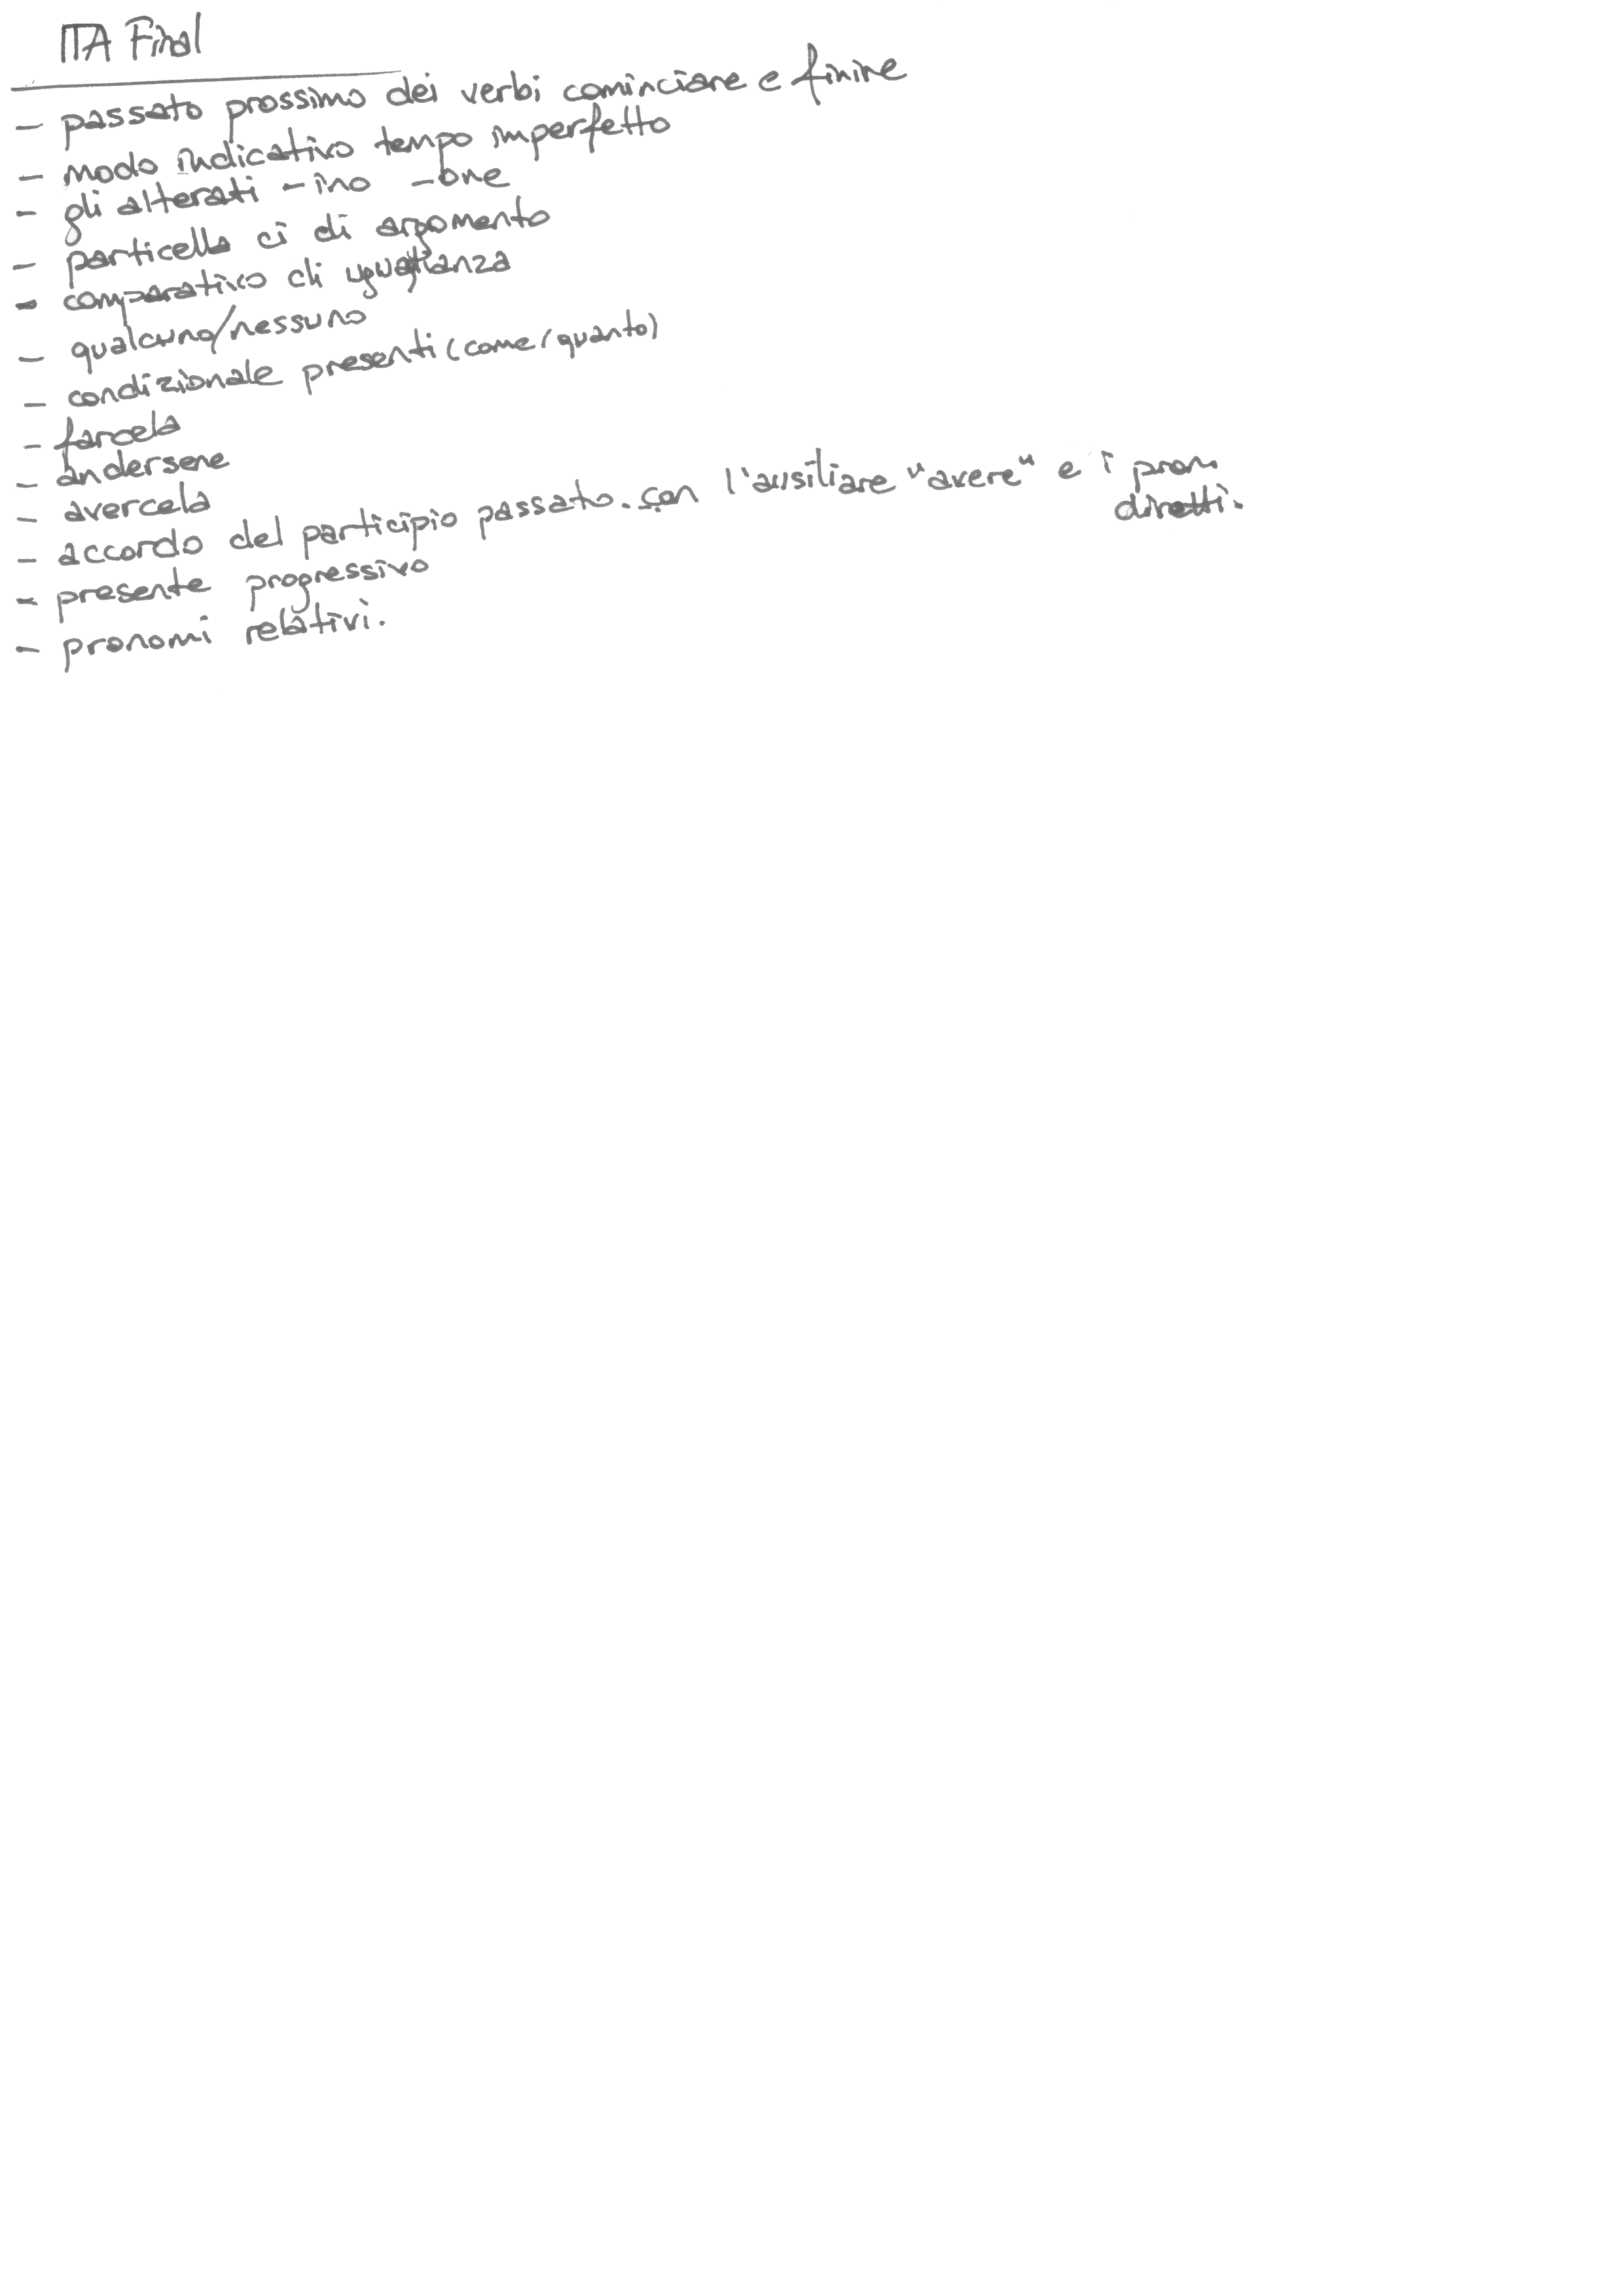 ITA Final
- passato prossimo dei verbi cominciare e finire
- modo indicativo tempo imperfetto
- gli alterati -ino -one
- particella ci di argomento
- comparativo di uguaglianza
- qualcuno/nessuno
- condizionale presenti (come/quanto)
- farcela
- andersene
- avercela
- accordo del participio passato. con l'ausiliare "avere" e i pron.
diretti.
- presente progressivo
- pronomi relativi.